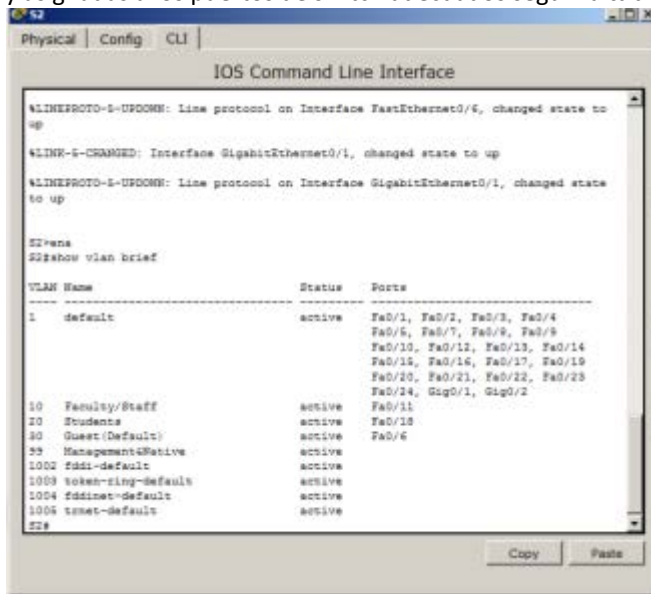 S2
Physical Config CLI
IOS Command Line Interface
%LINEPROTO-5-UPDOWN: Line protocol on Interface FastEthernet0/6, changed state to
up
%LINK-5-CHANGED: Interface GigabitEthernet0/1, changed state to up
%LINEPROTO-5-UPDOWN: Line protocol on Interface GigabitEthernet0/1, changed state
to up
S2>ena
S2#show vlan brief
VLAN Name Status Ports
---- -------------------------------- --------- -------------------------------
1 default active Fa0/1, Fa0/2, Fa0/3, Fa0/4
Fa0/5, Fa0/7, Fa0/8, Fa0/9
Fa0/10, Fa0/12, Fa0/13, Fa0/14
Fa0/15, Fa0/16, Fa0/17, Fa0/19
Fa0/20, Fa0/21, Fa0/22, Fa0/23
Fa0/24, Gig0/1, Gig0/2
10 Faculty/Staff active Fa0/11
20 Students active Fa0/18
30 Guest(Default) active Fa0/6
99 Management&Native active
1002 fddi-default active
1003 token-ring-default active
1004 fddinet-default active
1005 trnet-default active
S2#
Copy Paste